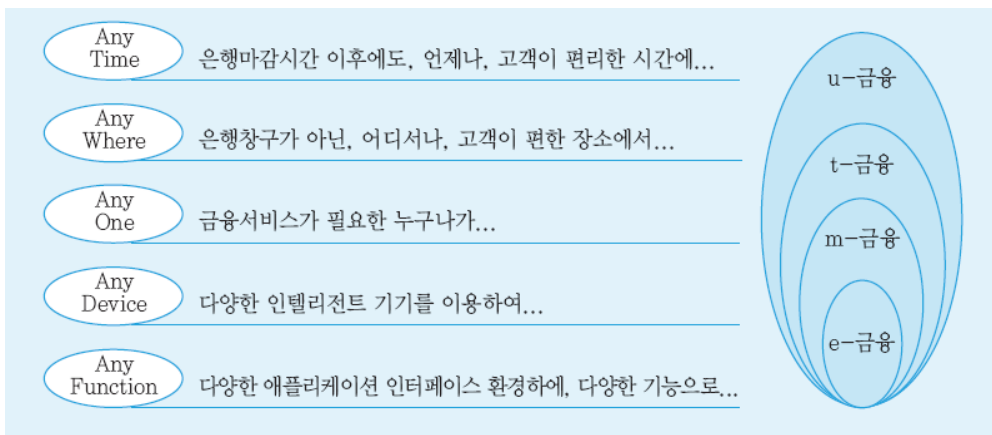 Any
Time
은행마감시간 이후에도, 언제나, 고객이 편리한 시간에...
Any
Where
은행창구가 아닌, 어디서나, 고객이 편한 장소에서...
Any
One
금융서비스가 필요한 누구나가...
Any
Device
다양한 인텔리전트 기기를 이용하여...
Any
Function
다양한 애플리케이션 인터페이스 환경하에, 다양한 기능으로...
u-금융
t-금융
m-금융
e-금융